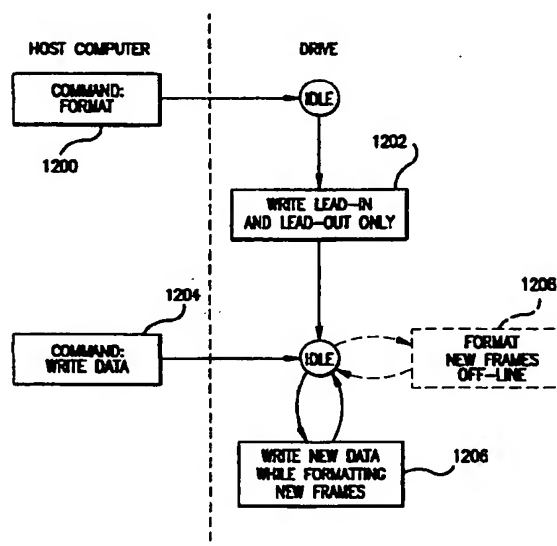 HOST COMPUTER
DRIVE
COMMAND:
FORMAT
IDLE
1200
1202
WRITE LEAD-IN
AND LEAD-OUT ONLY
1204
1208
COMMAND:
WRITE DATA
IDLE
FORMAT
NEW FRAMES
OFF-LINE
WRITE NEW DATA
WHILE FORMATTING
NEW FRAMES
1206